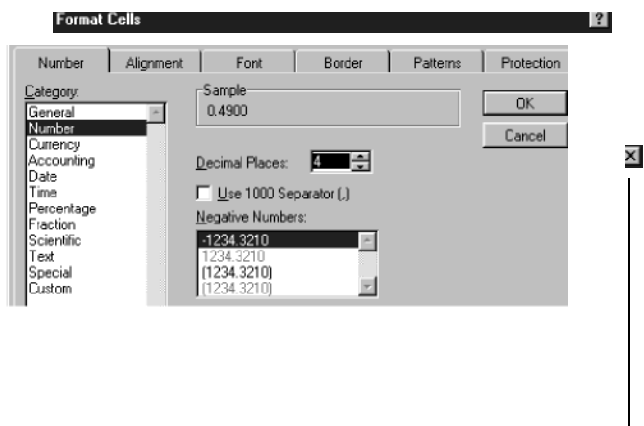 Format Cells ?
Number Alignment Font Border Patterns Protection
Category:
General
Number
Currency
Accounting
Date
Time
Percentage
Fraction
Scientific
Text
Special
Custom
Sample
0.4900
Decimal Places: 4
Use 1000 Separator (,)
Negative Numbers:
-1234.3210
1234.3210
(1234.3210)
(1234.3210)
OK
Cancel